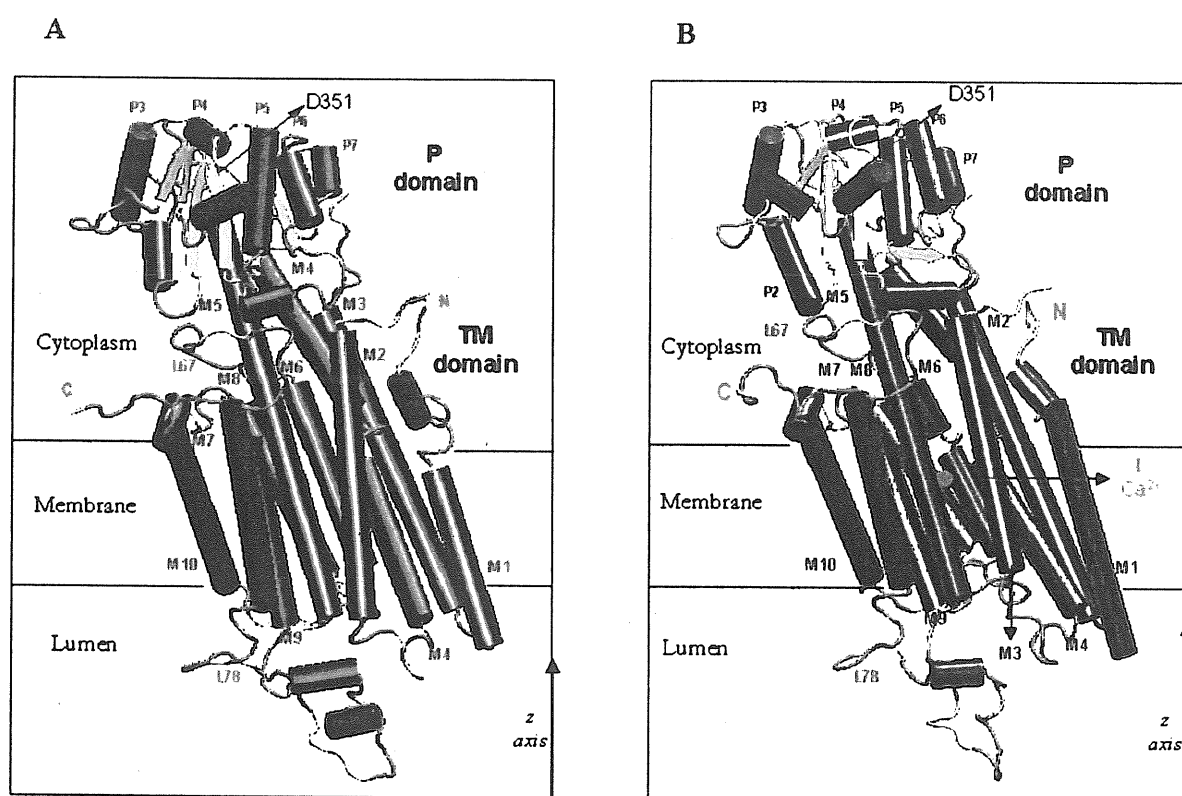 A
P3
P4
P5
D351
P6
P7
P
domain
M4
M5
M3
N
TM
domain
Cytoplasm
L67
M8
M6
M2
C
M7
Membrane
M10
M1
Lumen
M9
M4
L78
z
axis
B
P3
P4
P5
D351
P6
P7
P
domain
P2
M5
M2
N
TM
domain
L67
Cytoplasm
M7
M8
M6
C
I
Ca2+
Membrane
M10
M1
Lumen
M9
M3
M4
L78
z
axis